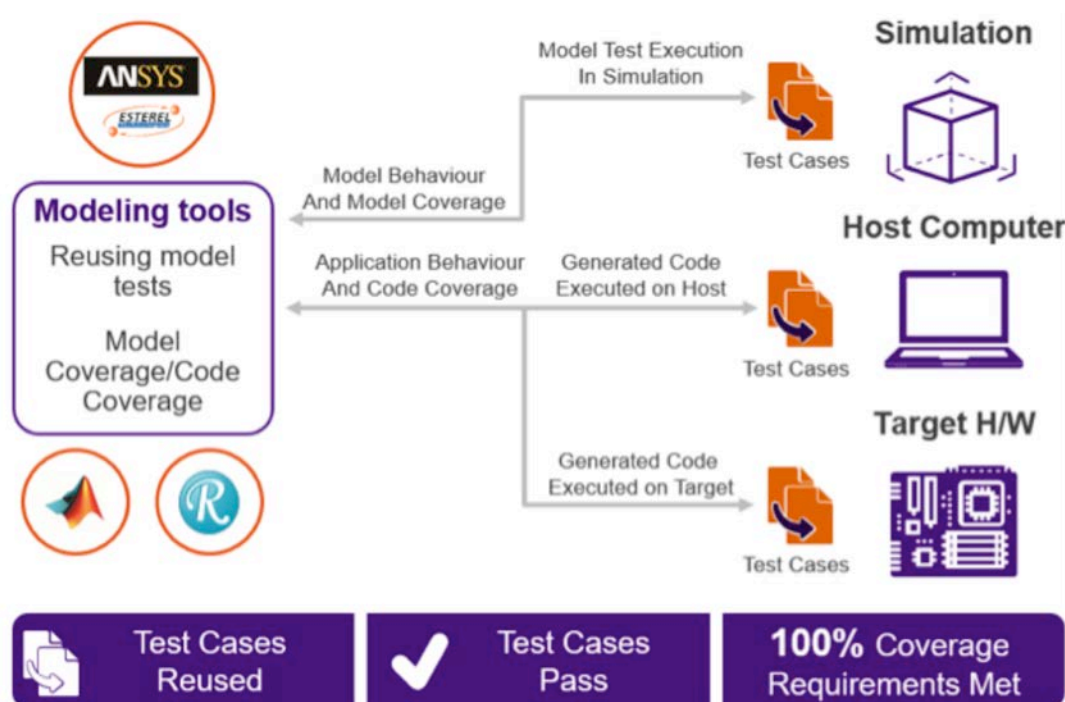 ANSYS
ESTEREL
Modeling tools
Reusing model
tests
Model
Coverage/Code
Coverage
R
Model Test Execution
In Simulation
Model Behaviour
And Model Coverage
Application Behaviour
And Code Coverage
Generated Code
Executed on Host
Generated Code
Executed on Target
Simulation
Test Cases
Host Computer
Test Cases
Target H/W
Test Cases
Test Cases
Reused
Test Cases
Pass
100% Coverage
Requirements Met